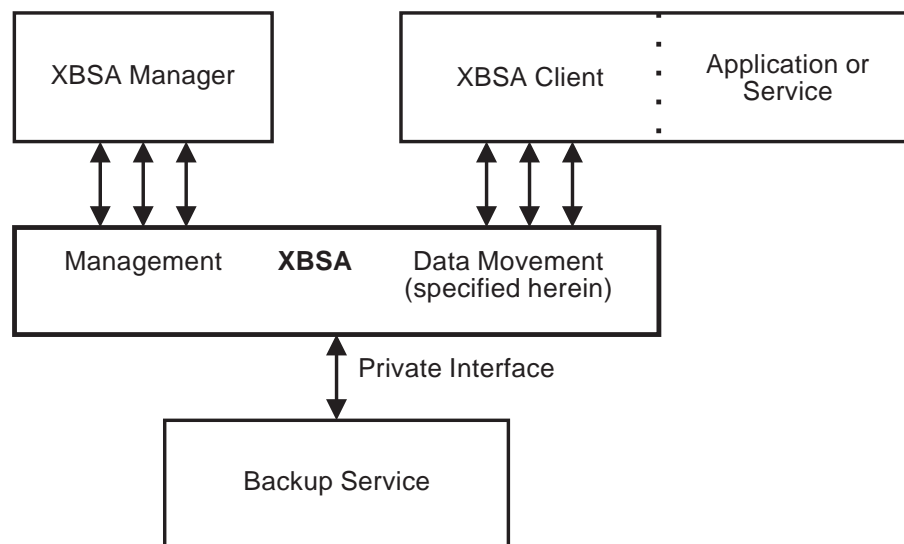 XBSA Manager
XBSA Client
Application or
Service
Management XBSA Data Movement
(specified herein)
Private Interface
Backup Service